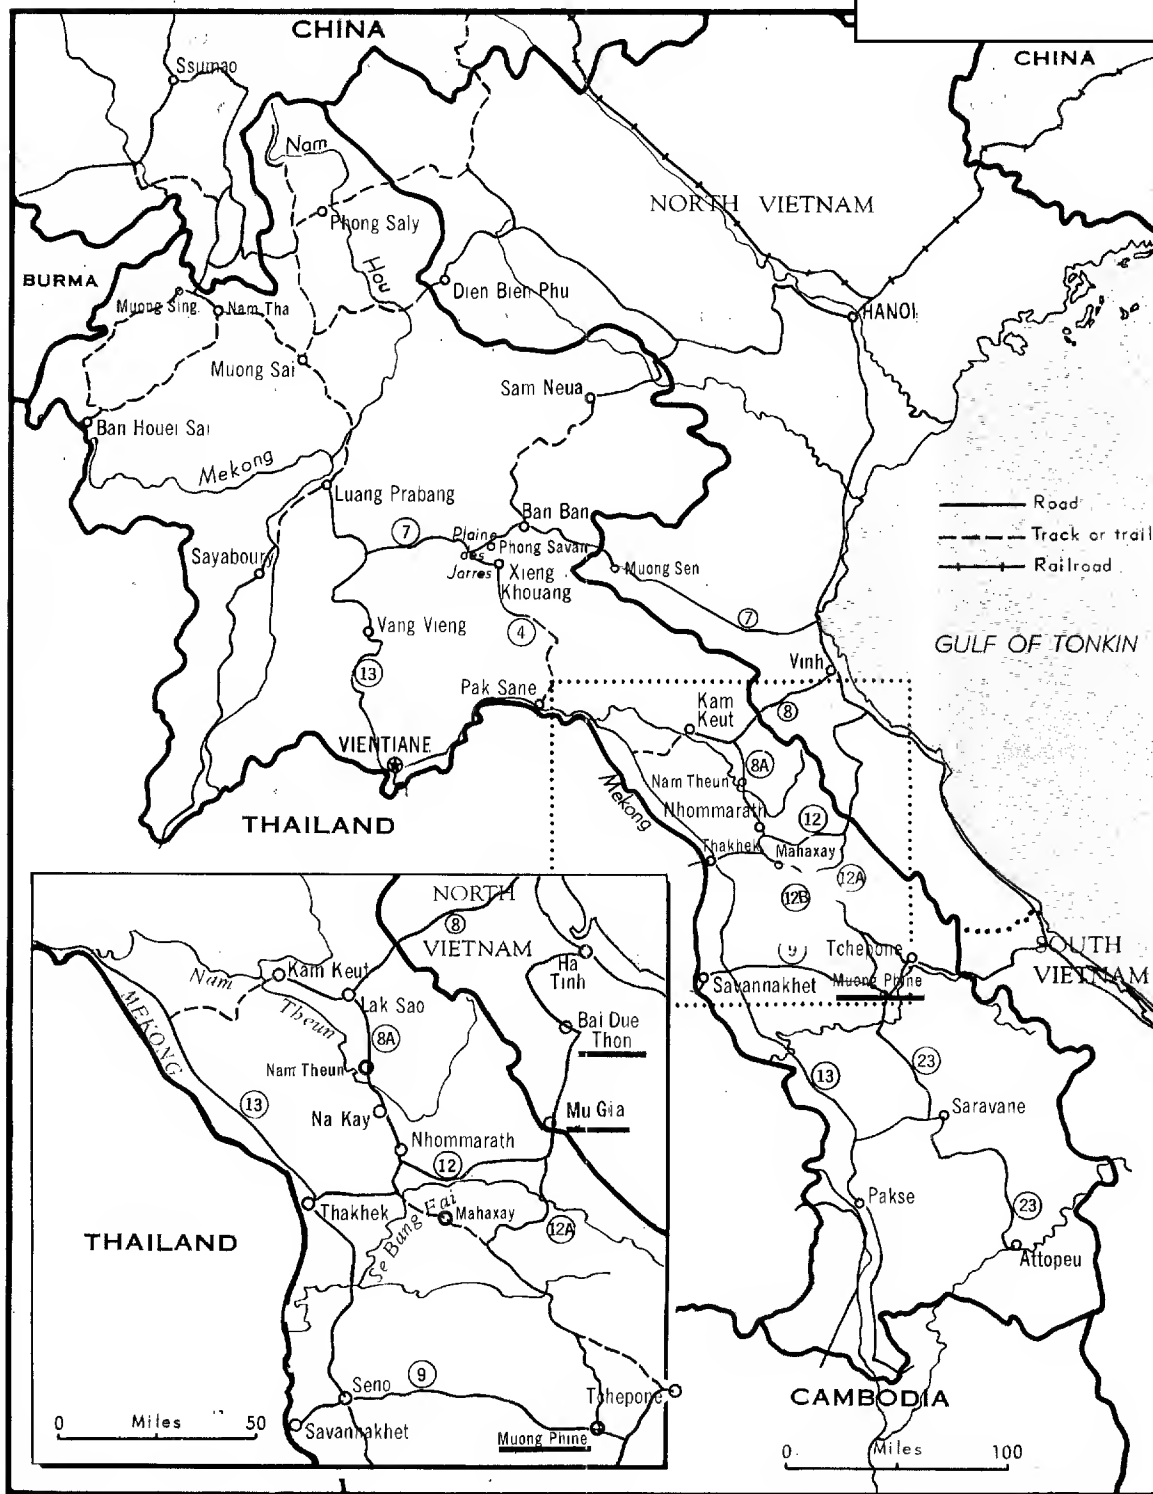 CHINA
CHINA
Ssumao
Nam
NORTH VIETNAM
Phong Saly
Hou
BURMA
Dien Bien Phu
Muong Sing
Nam Tha
HANOI
Muong Sai
Sam Neua
Ban Houei Sai
Mekong
Luang Prabang
Road
Ban Ban
7
Plaine
des
Jarres
Phong Savan
Track or trail
Sayaboury
Xieng
Khouang
Muong Sen
Railroad
4
7
Vang Vieng
GULF OF TONKIN
13
Vinh
Pak Sane
Kam
Keut
8
VIENTIANE
8A
Nam Theun
Mekong
Nhommarath
12
THAILAND
Thakhek
Mahaxay
12A
12B
9
Tchepone
SOUTH
VIETNAM
Savannakhet
Muong Phine
13
23
Saravane
Pakse
23
Attopeu
CAMBODIA
0 Miles 100
NORTH
VIETNAM
8
Ha
Tinh
Kam Keut
Nam
Theun
Lak Sao
MEKONG
Bai Due
Thon
8A
Nam Theun
13
Na Kay
Mu Gia
Nhommarath
12
Thakhek
Se Bung Fai
Mahaxay
12A
THAILAND
Seno
9
Tchepone
0 Miles 50
Savannakhet
Muong Phine